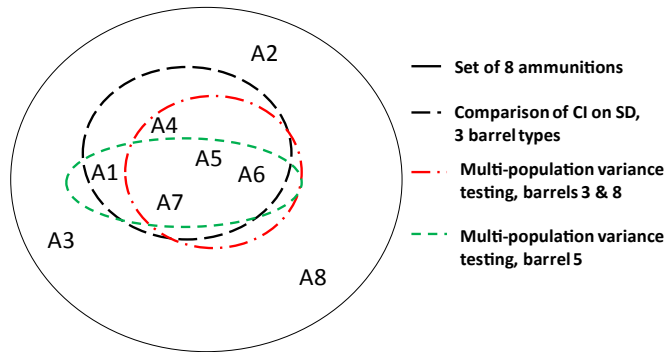 A2
A4
A5
A1
A6
A7
A3
A8
Set of 8 ammunitions
Comparison of CI on SD,
3 barrel types
Multi-population variance
testing, barrels 3 & 8
Multi-population variance
testing, barrel 5